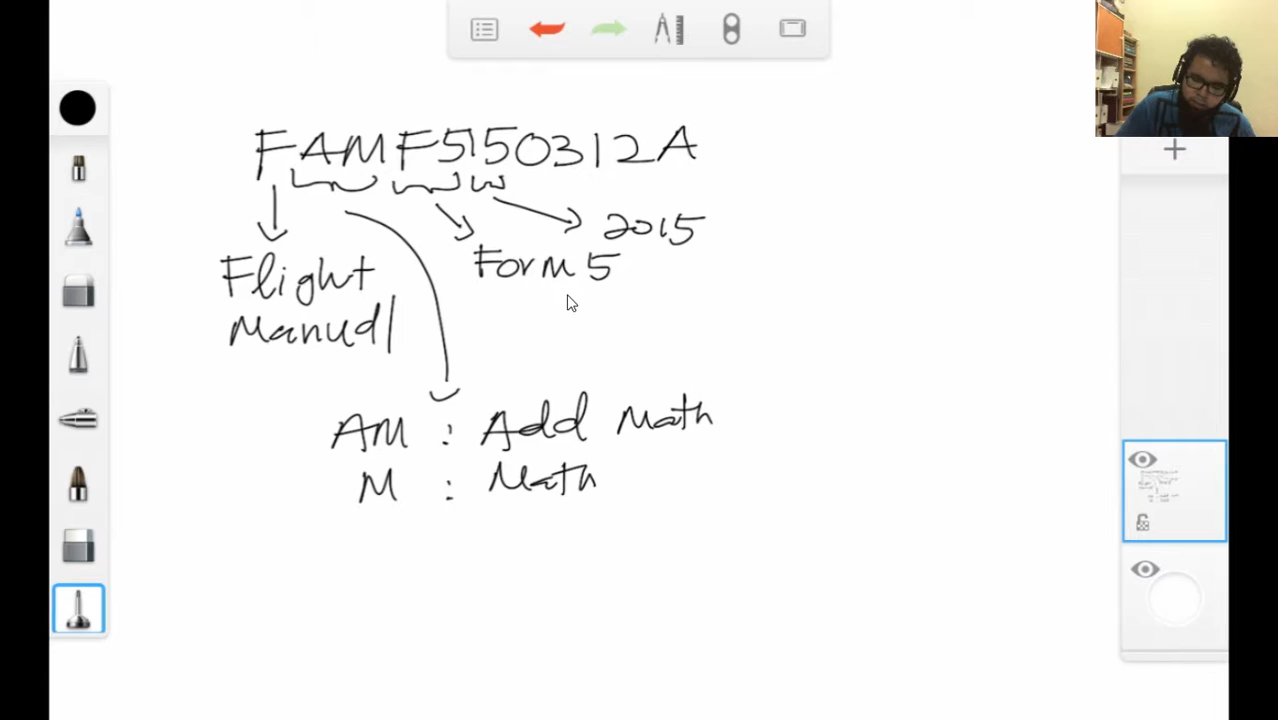 FAMF5150312A
2015
Form 5
Flight
Manual
AM : Add Math
M : Math